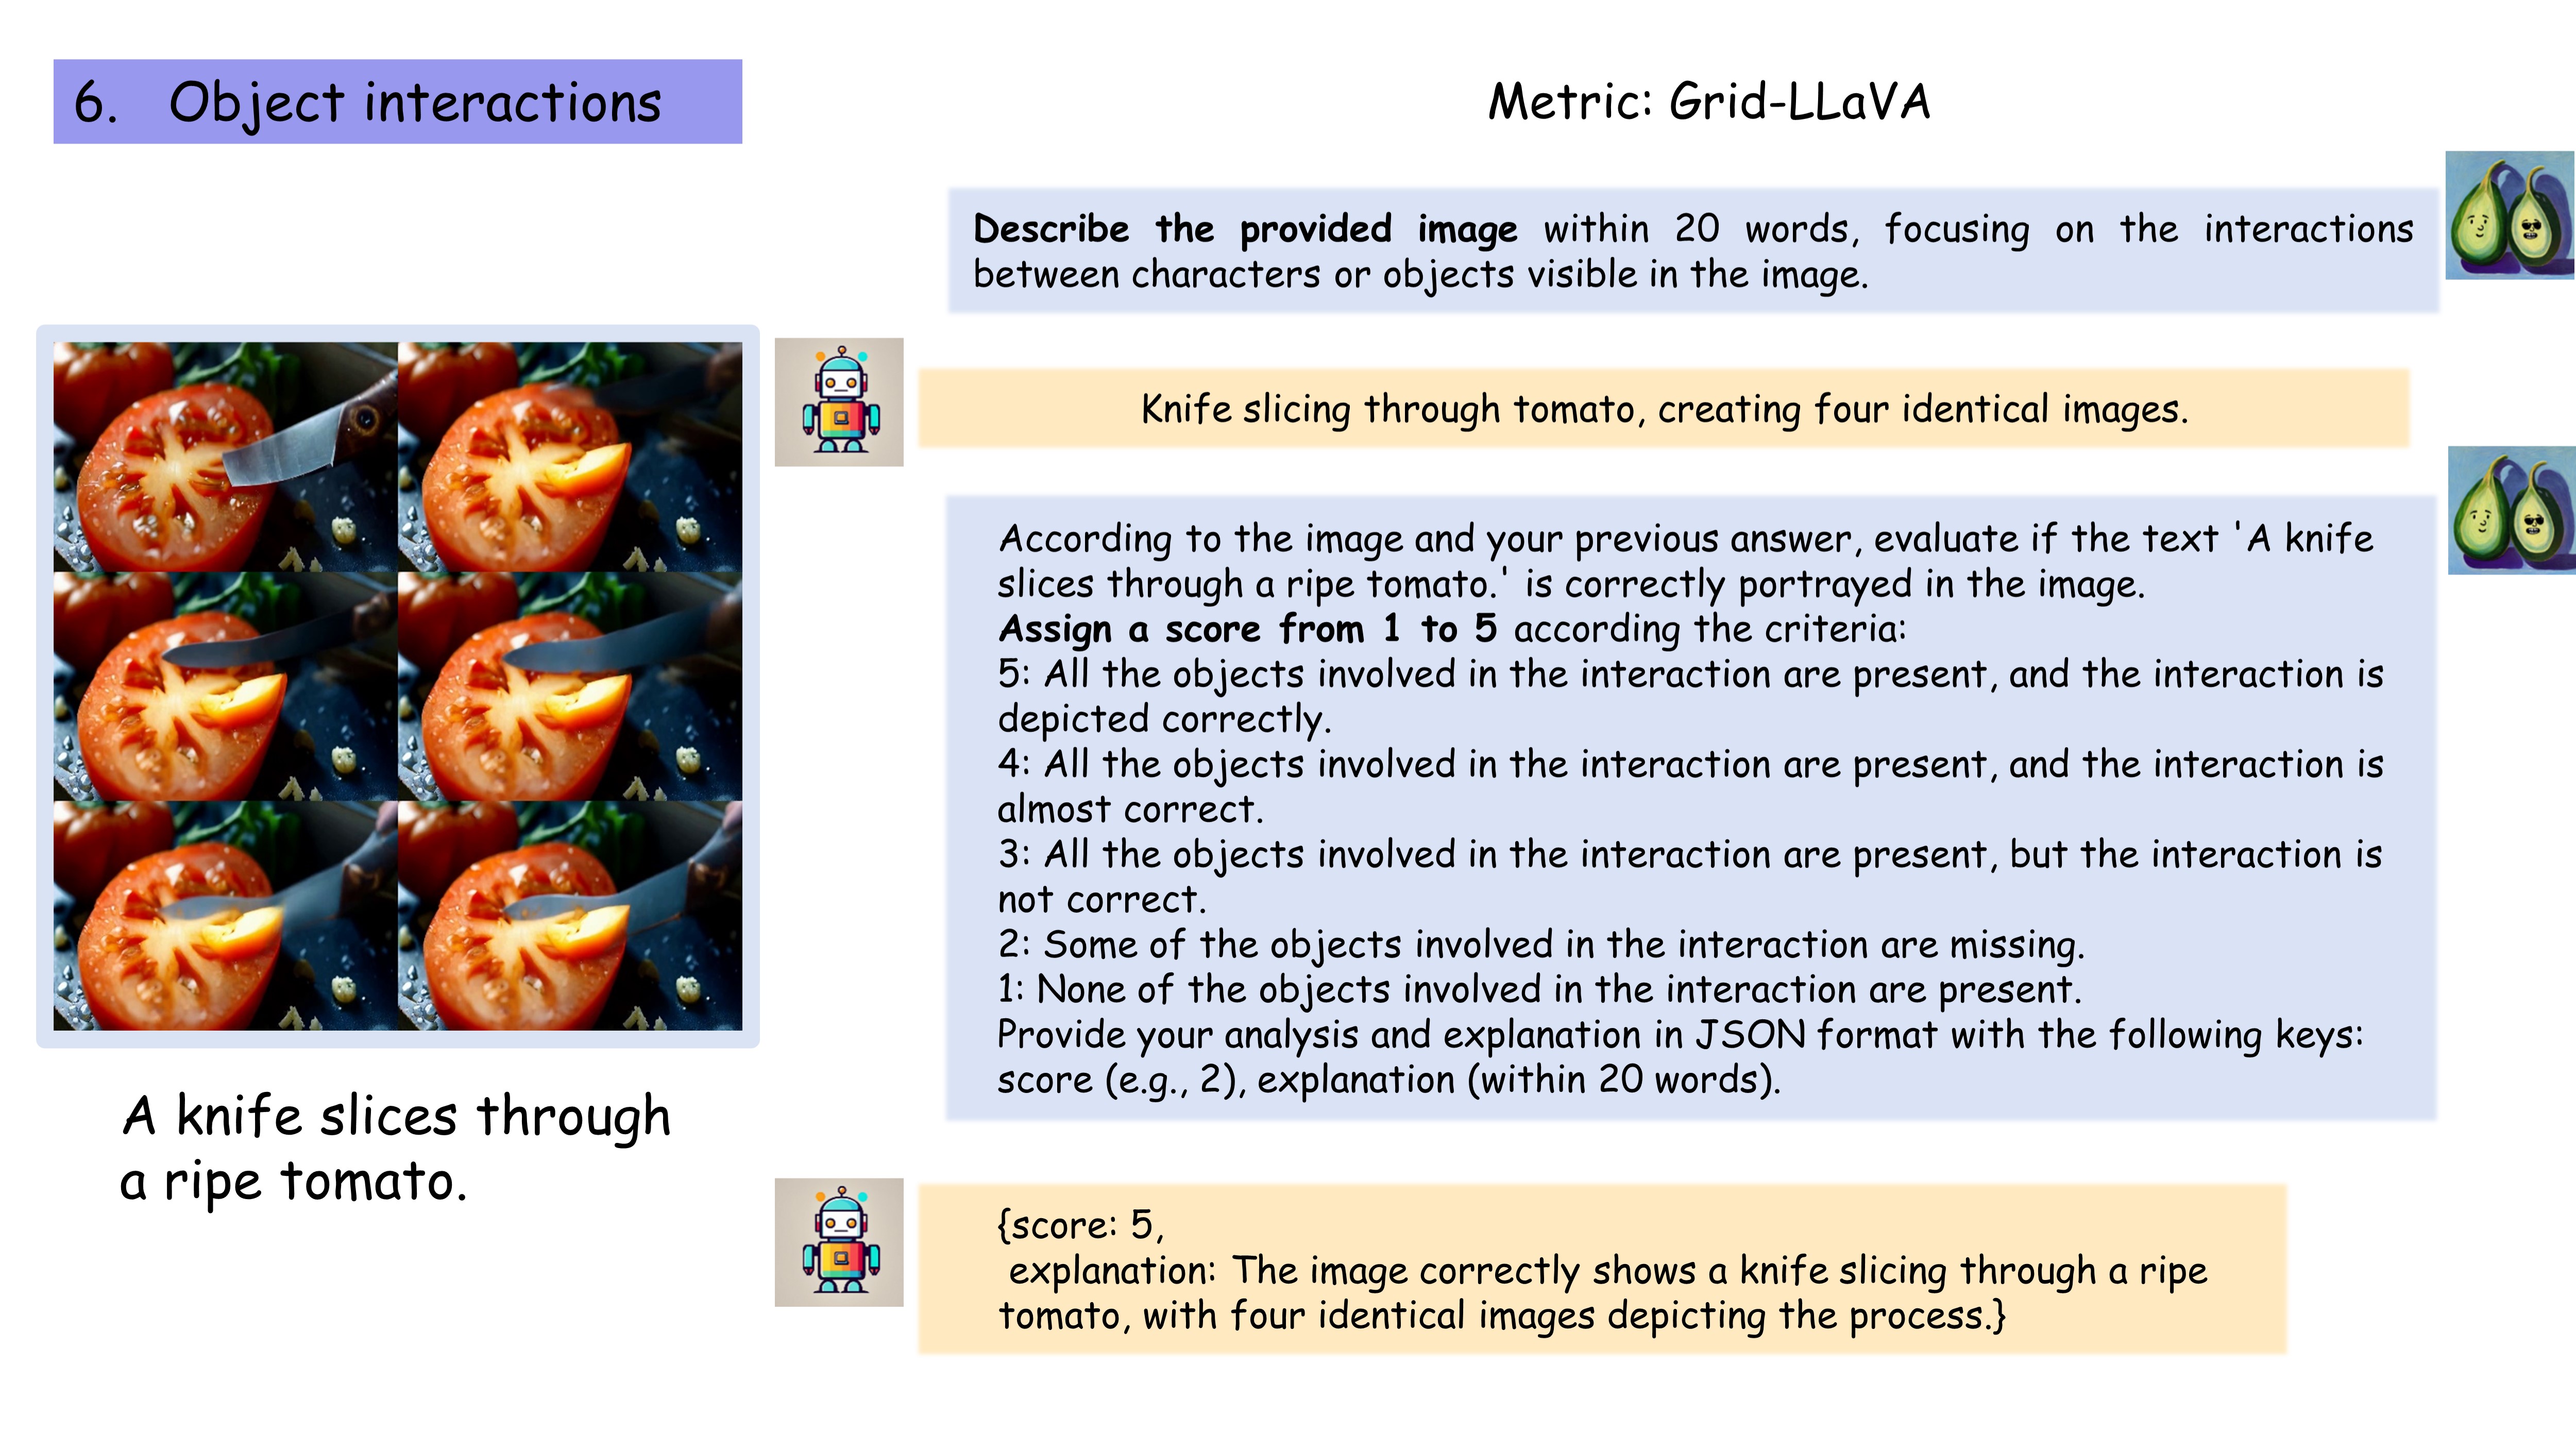 6. Object interactions
Metric: Grid-LLaVA
Describe the provided image within 20 words, focusing on the interactions
between characters or objects visible in the image.
Knife slicing through tomato, creating four identical images.
According to the image and your previous answer, evaluate if the text 'A knife
slices through a ripe tomato.' is correctly portrayed in the image.
Assign a score from 1 to 5 according the criteria:
5: All the objects involved in the interaction are present, and the interaction is
depicted correctly.
4: All the objects involved in the interaction are present, and the interaction is
almost correct.
3: All the objects involved in the interaction are present, but the interaction is
not correct.
2: Some of the objects involved in the interaction are missing.
1: None of the objects involved in the interaction are present.
Provide your analysis and explanation in JSON format with the following keys:
score (e.g., 2), explanation (within 20 words).
A knife slices through
a ripe tomato.
{score: 5,
explanation: The image correctly shows a knife slicing through a ripe
tomato, with four identical images depicting the process.}